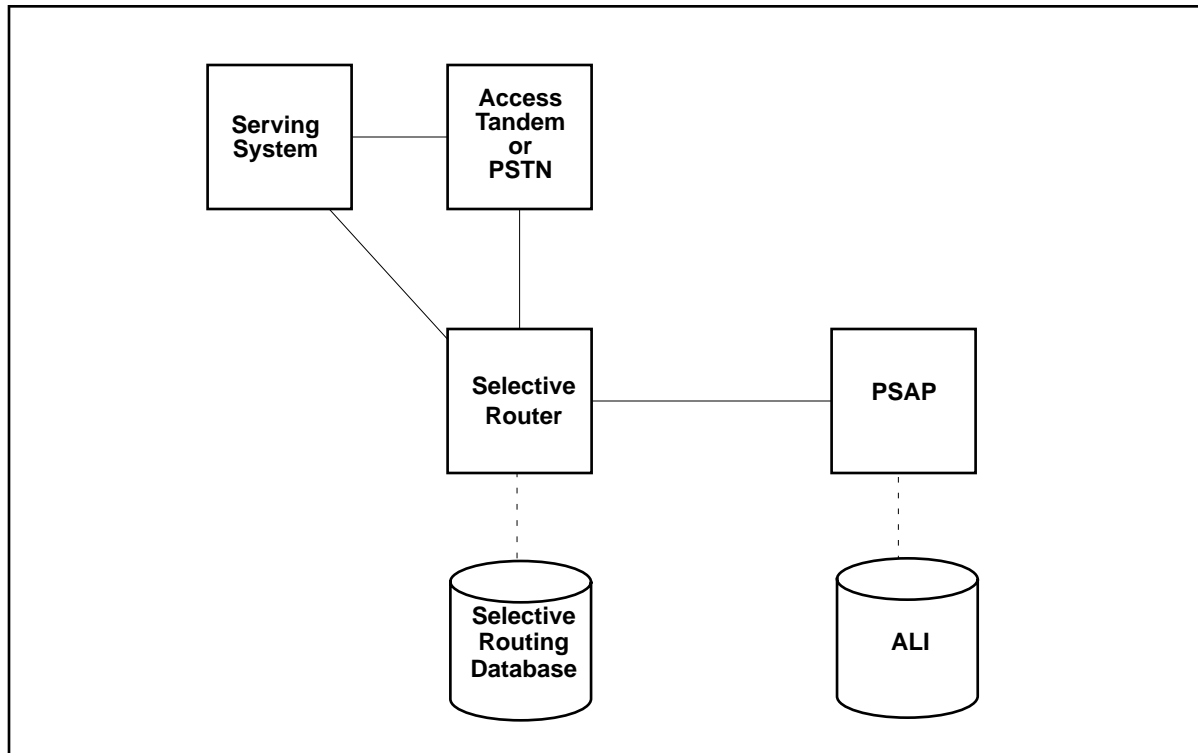 Serving
System
Access
Tandem
or
PSTN
Selective
Router
PSAP
Selective
Routing
Database
ALI